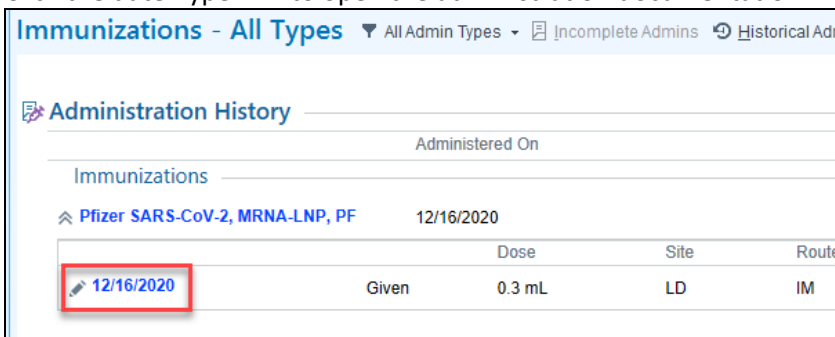 Immunizations - All Types All Admin Types Incomplete Admins Historical
Administration History
Administered On
Immunizations
Pfizer SARS-CoV-2, MRNA-LNP, PF 12/16/2020
Dose Site Route
12/16/2020 Given 0.3 mL LD IM